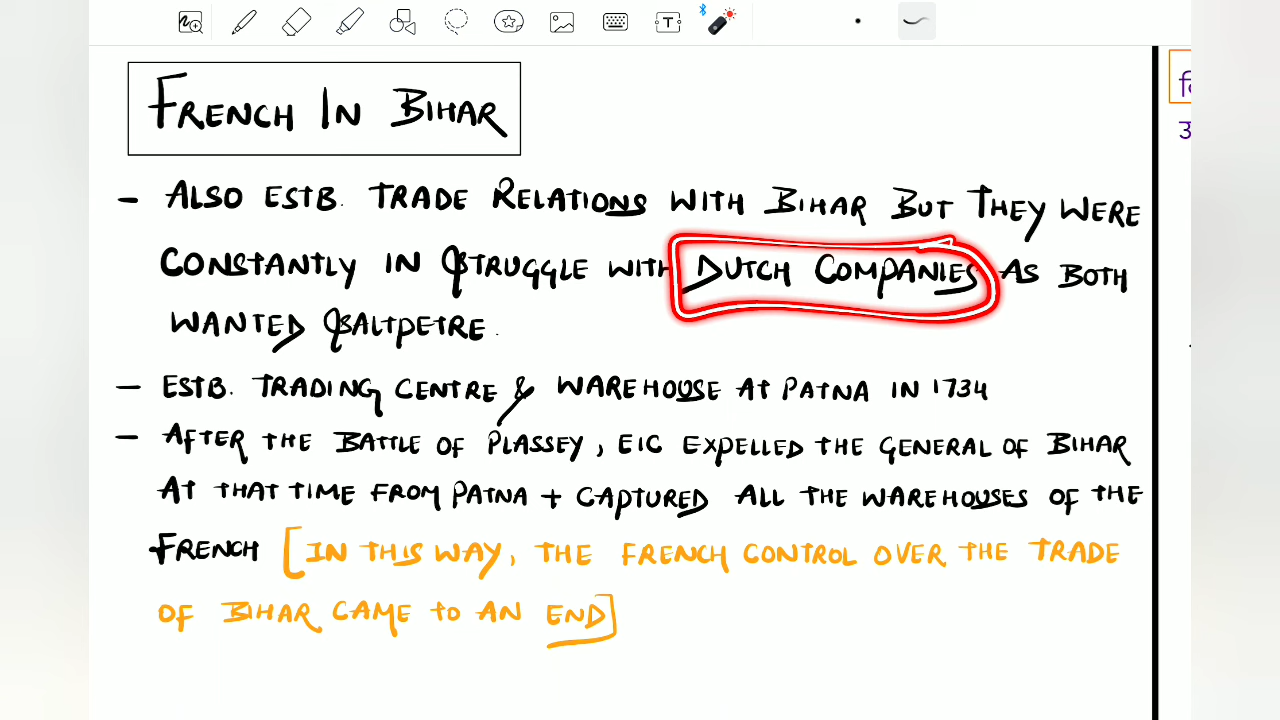 FRENCH IN BIHAR
- ALSO ESTB. TRADE RELATIONS WITH BIHAR BUT THEY WERE
CONSTANTLY IN STRUGGLE WITH DUTCH COMPANIES AS BOTH
WANTED SALTPETRE.
- ESTB. TRADING CENTRE & WAREHOUSE AT PATNA IN 1734
- AFTER THE BATTLE OF PLASSEY, EIC EXPELLED THE GENERAL OF BIHAR
AT THAT TIME FROM PATNA + CAPTURED ALL THE WAREHOUSES OF THE
FRENCH [IN THIS WAY, THE FRENCH CONTROL OVER THE TRADE
OF BIHAR CAME TO AN END]